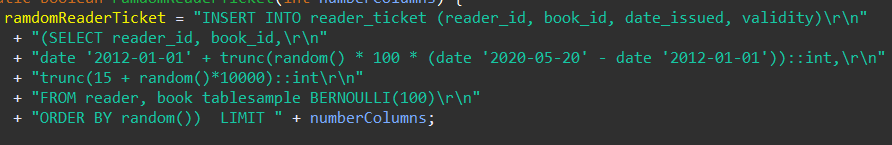 ramdomReaderTicket = "INSERT INTO reader_ticket (reader_id, book_id, date_issued, validity)\r\n"
+ "(SELECT reader_id, book_id,\r\n"
+ "date '2012-01-01' + trunc(random() * 100 * (date '2020-05-20' - date '2012-01-01'))::int,\r\n"
+ "trunc(15 + random()*10000)::int\r\n"
+ "FROM reader, book tablesample BERNOULLI(100)\r\n"
+ "ORDER BY random()) LIMIT " + numberColumns;